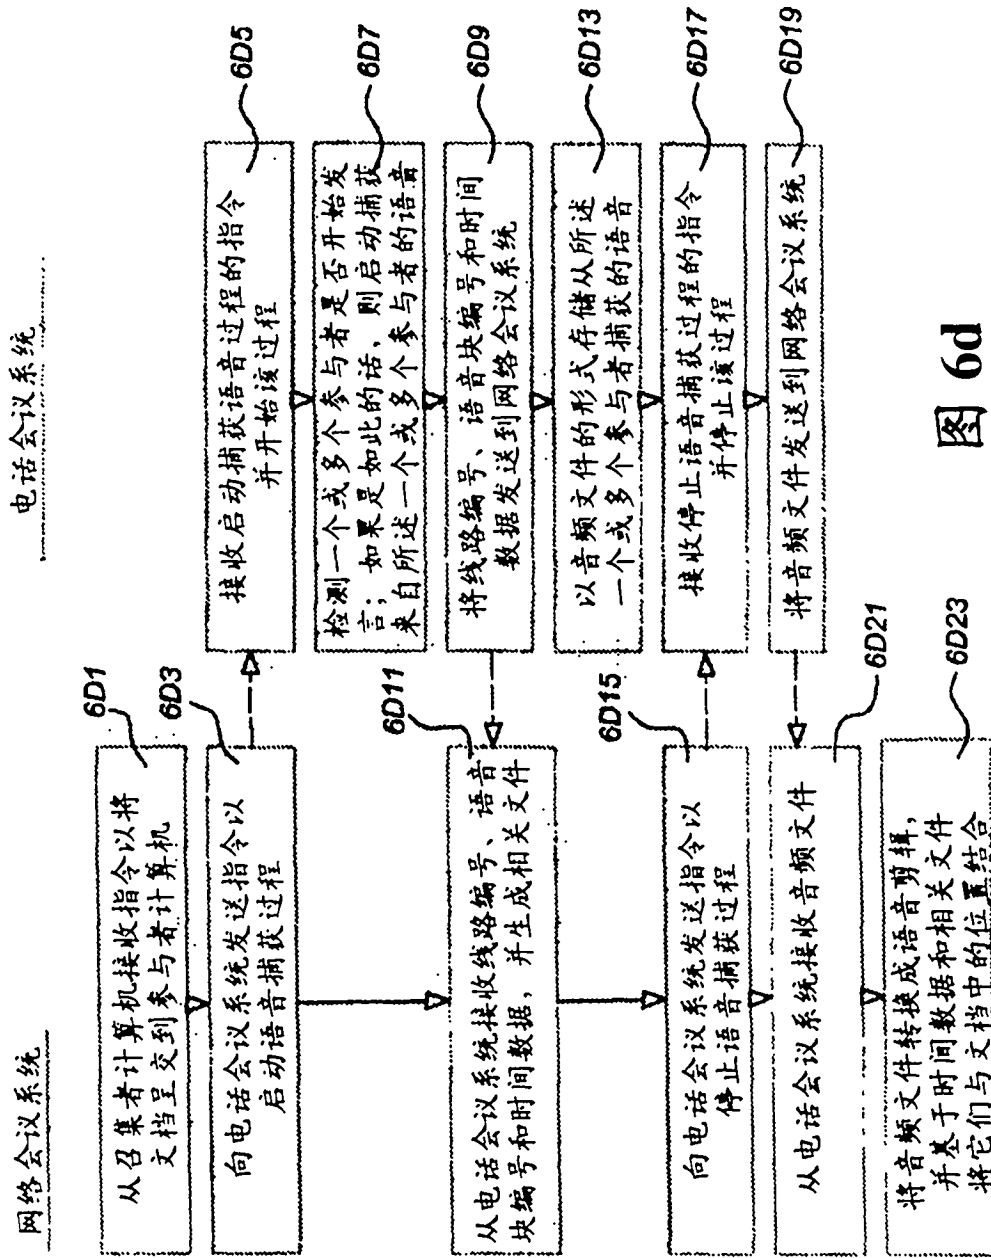 网络会议系统
电话会议系统
6D1
从召集者计算机接收指令以将
文档呈交到参与者计算机
6D3
向电话会议系统发送指令以
启动语音捕获过程
6D5
接收启动捕获语音过程的指令
并开始该过程
6D7
检测一个或多个参与者是否开始发
言；如果是如此的话，则启动捕获
来自所述一个或多个参与者的语音
6D9
将线路编号、语音块编号和时间
数据发送到网络会议系统
6D11
从电话会议系统接收线路编号、语音
块编号和时间数据，并生成相关文件
6D13
以音频文件的形式存储从所述
一个或多个参与者捕获的语音
6D15
向电话会议系统发送指令以
停止语音捕获过程
6D17
接收停止语音捕获过程的指令
并停止该过程
6D19
将音频文件发送到网络会议系统
6D21
从电话会议系统接收音频文件
6D23
将音频文件转换成语音剪辑，
并基于时间数据和相关文件
将它们与文档中的位置结合
图 6d